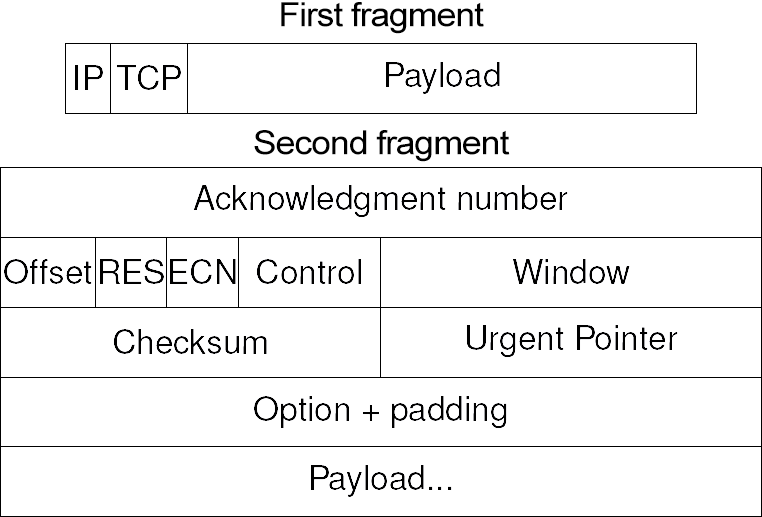 First fragment
IP TCP Payload
Second fragment
Acknowledgment number
Offset RES ECN Control Window
Checksum Urgent Pointer
Option + padding
Payload...